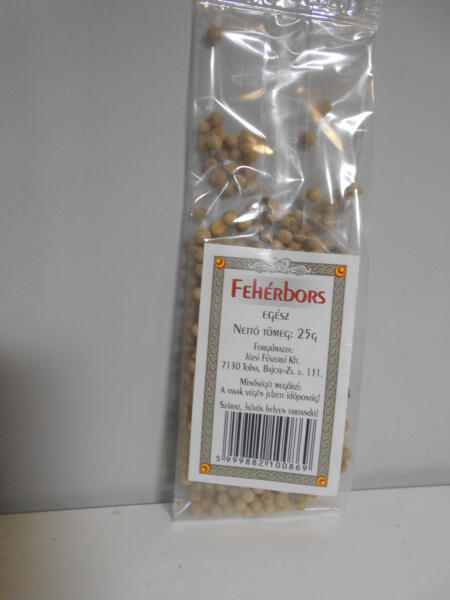 Fehérbors
egész
Nettó tömeg: 25g
Forgalmazza:
Józsi Fűszerei Kft.
7130 Tolna, Bajcsy-Zs. u. 131.
Minőségét megőrzi:
A tasak végén jelzett időpontig!
Száraz, hűvös helyen tartandó!
5 999882 100869